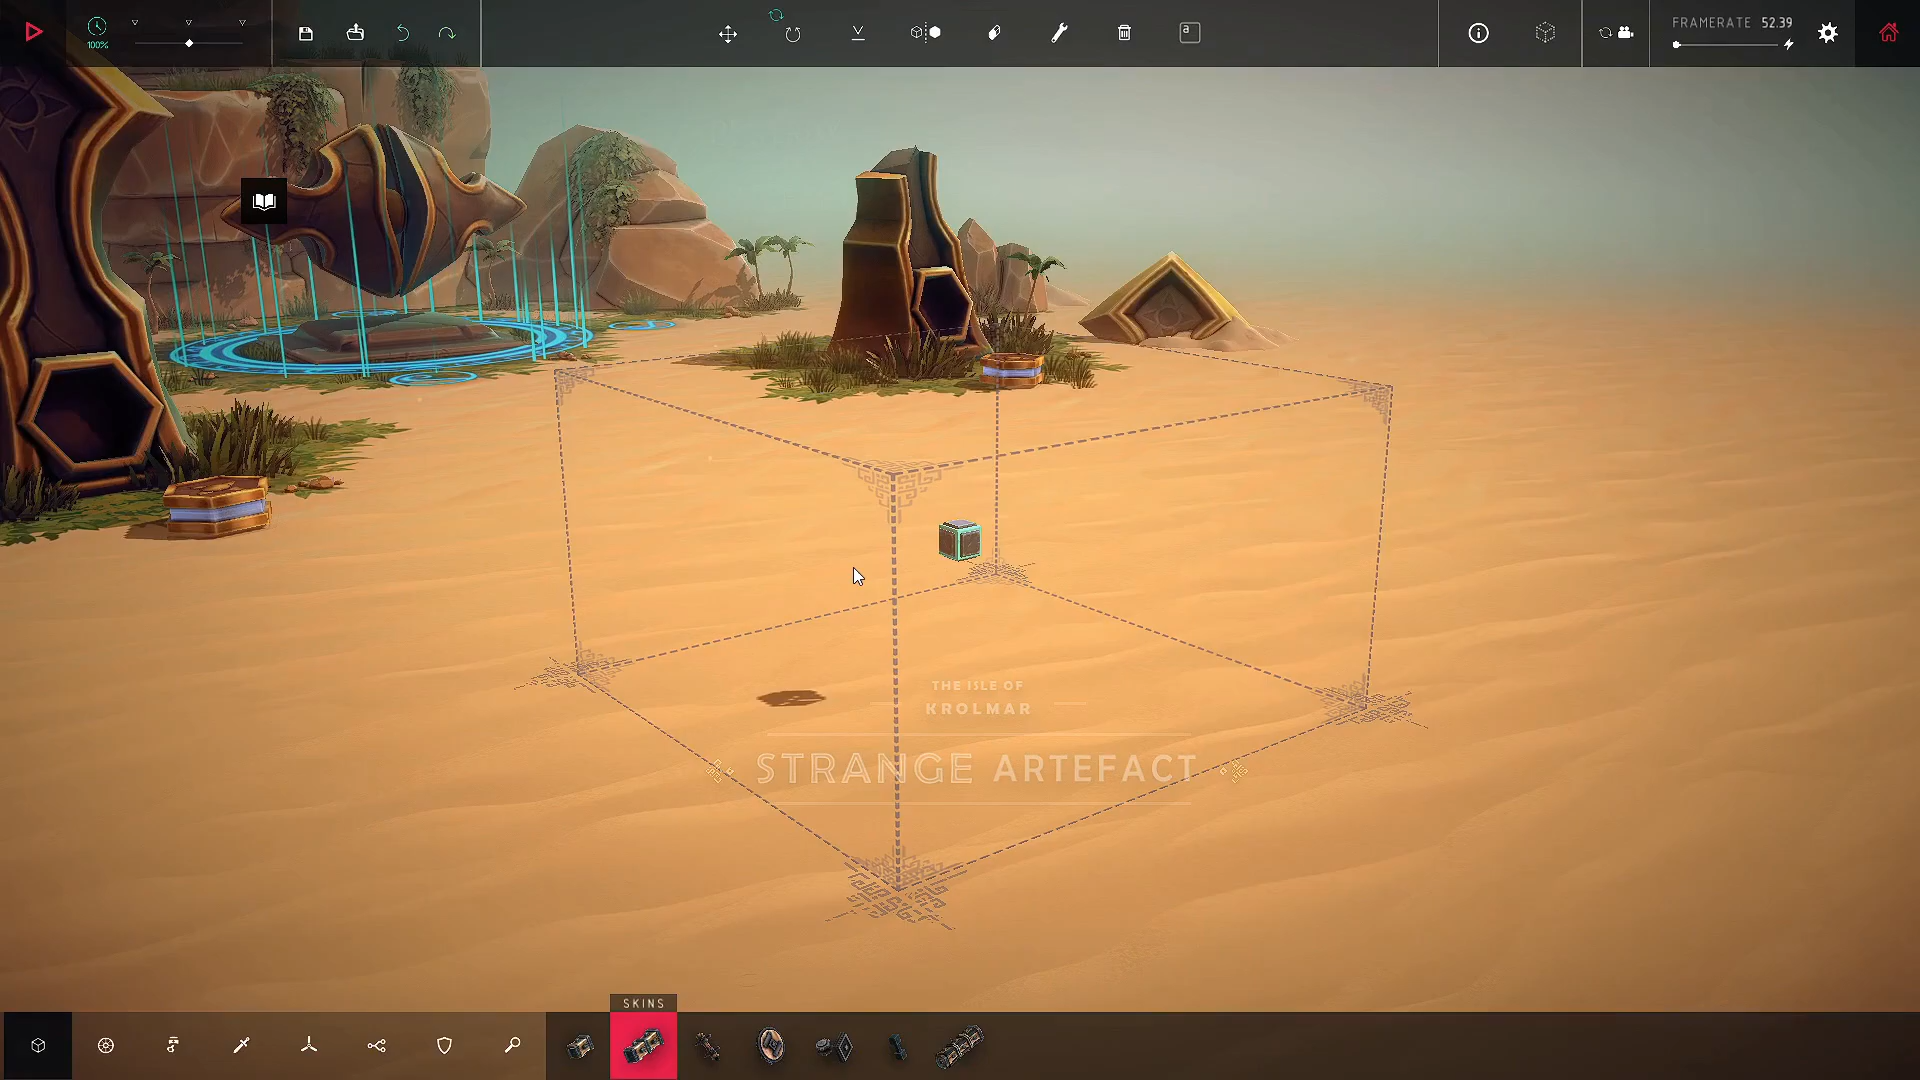 100%
a
FRAMERATE 52.39
THE ISLE OF
KROLMAR
STRANGE ARTEFACT
SKINS